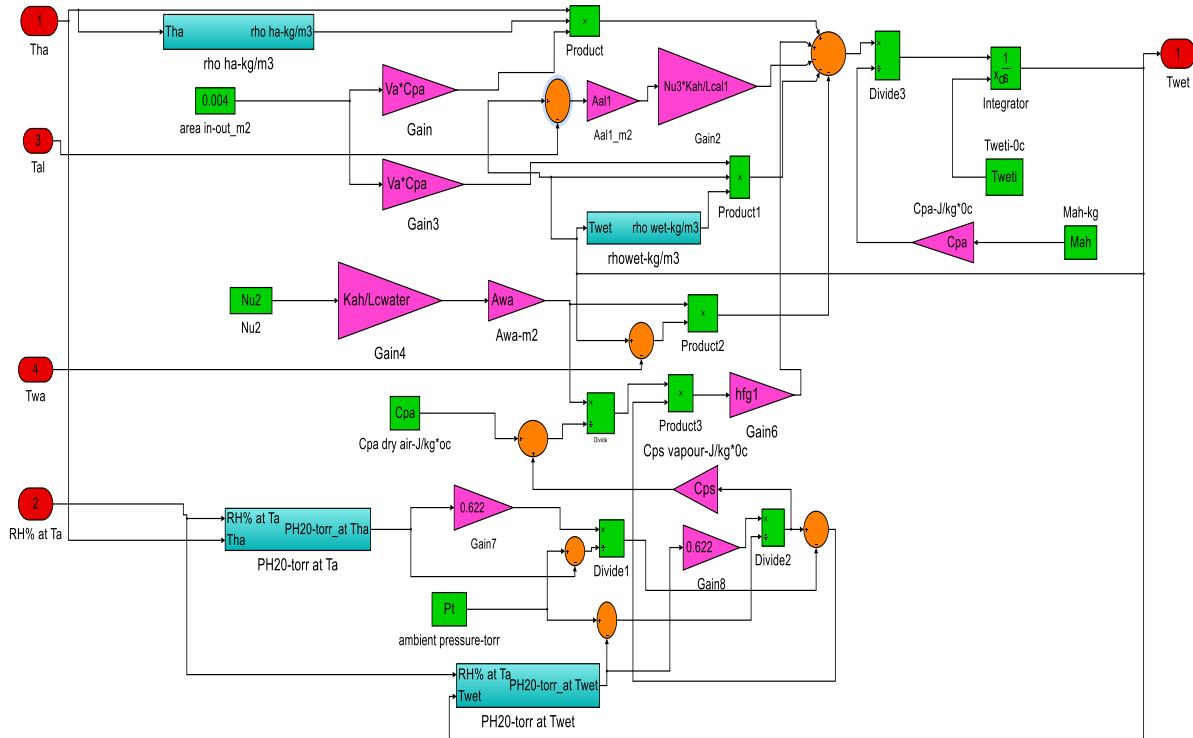 1
Tha
Tha rho ha-kg/m3
rho ha-kg/m3
x
Product
0.004
area in-out_m2
Va*Cpa
Gain
3
Tal
Va*Cpa
Gain3
Aal1
Aal1_m2
Nu3*Kah/Lcal1
Gain2
x
Product1
Twet rho wet-kg/m3
rhowet-kg/m3
x
÷
Divide3
1
s
xo
Integrator
1
Twet
Tweti-0c
Tweti
Cpa-J/kg*0c
Cpa
Mah-kg
Mah
Nu2
Nu2
Kah/Lcwater
Gain4
Awa
Awa-m2
x
Product2
4
Twa
Cpa
Cpa dry air-J/kg*oc
x
÷
Divide
x
Product3
hfg1
Gain6
Cps vapour-J/kg*0c
Cps
2
RH% at Ta
RH% at Ta
PH20-torr_at Tha
Tha
PH20-torr at Ta
0.622
Gain7
x
÷
Divide1
0.622
Gain8
x
÷
Divide2
Pt
ambient pressure-torr
RH% at Ta
PH20-torr_at Twet
Twet
PH20-torr at Twet